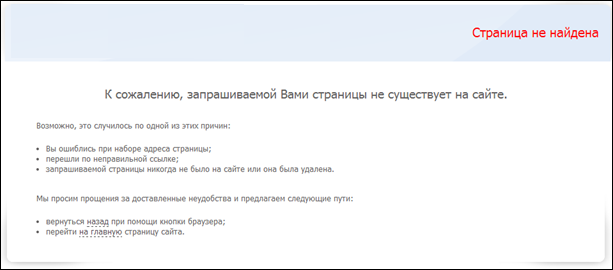 Страница не найдена
К сожалению, запрашиваемой Вами страницы не существует на сайте.
Возможно, это случилось по одной из этих причин:
• Вы ошиблись при наборе адреса страницы;
• перешли по неправильной ссылке;
• запрашиваемой страницы никогда не было на сайте или она была удалена.
Мы просим прощения за доставленные неудобства и предлагаем следующие пути:
• вернуться назад при помощи кнопки браузера;
• перейти на главную страницу сайта.